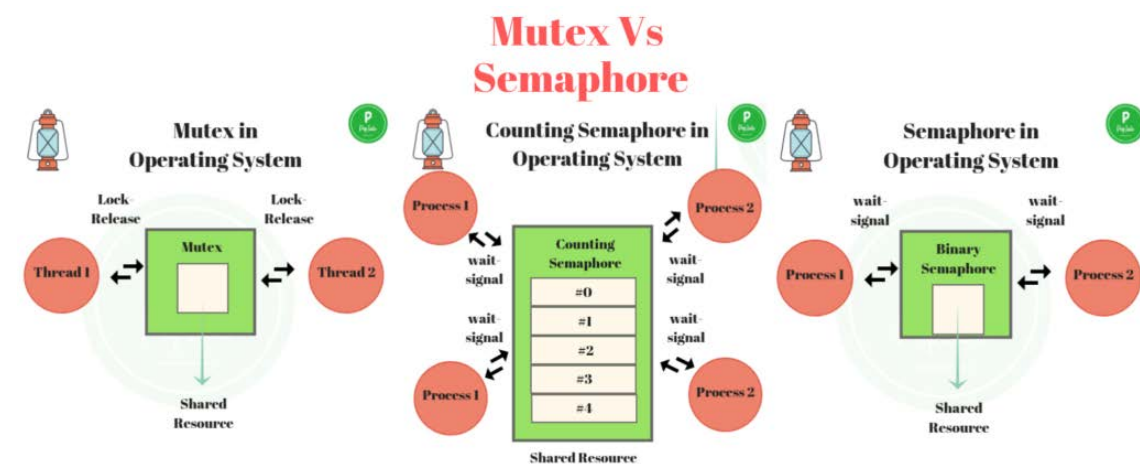 Mutex Vs
Semaphore
Mutex in
Operating System
Lock-
Release
Lock-
Release
Mutex
Thread 1
Thread 2
Shared
Resource
Counting Semaphore in
Operating System
Process 1
Process 2
wait-
signal
wait-
signal
Counting
Semaphore
#0
#1
#2
#3
#4
wait-
signal
wait-
signal
Process 1
Process 2
Shared Resource
Semaphore in
Operating System
wait-
signal
wait-
signal
Binary
Semaphore
Process 1
Process 2
Shared
Resource